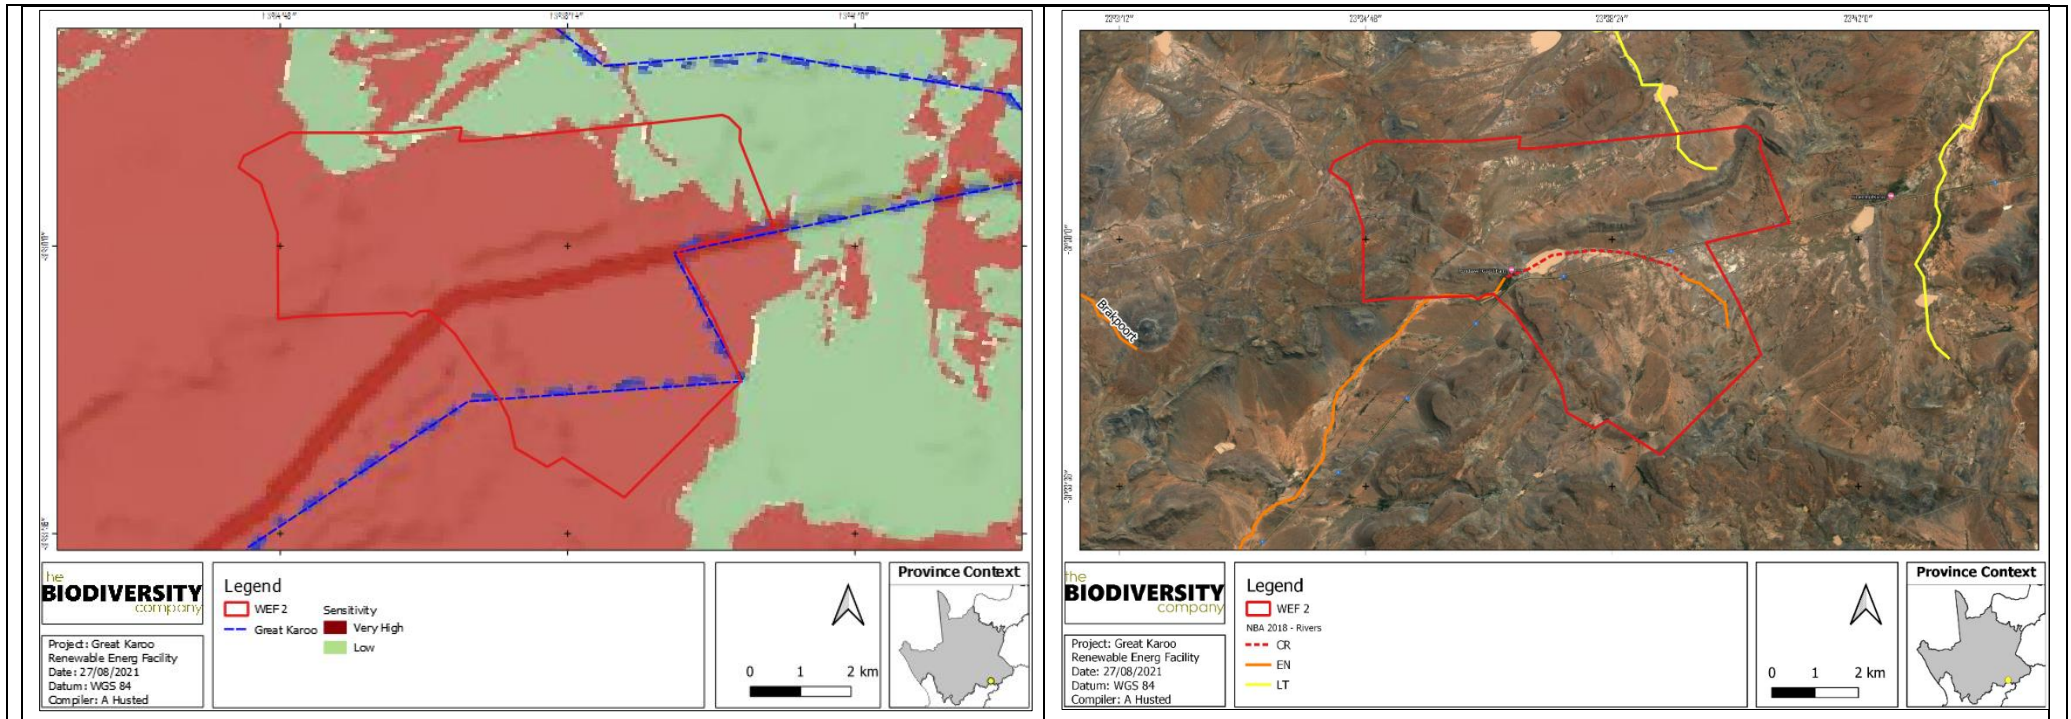 the
BIODIVERSITY
company
Project: Great Karoo
Renewable Energ Facility
Date: 27/08/2021
Datum: WGS 84
Compiler: A Husted
Legend
WEF 2
Great Karoo
Sensitivity
Very High
Low
0 1 2 km
Province Context
Brakpoort
the
BIODIVERSITY
company
Project: Great Karoo
Renewable Energ Facility
Date: 27/08/2021
Datum: WGS 84
Compiler: A Husted
Legend
WEF 2
NBA 2018 - Rivers
CR
EN
LT
0 1 2 km
Province Context